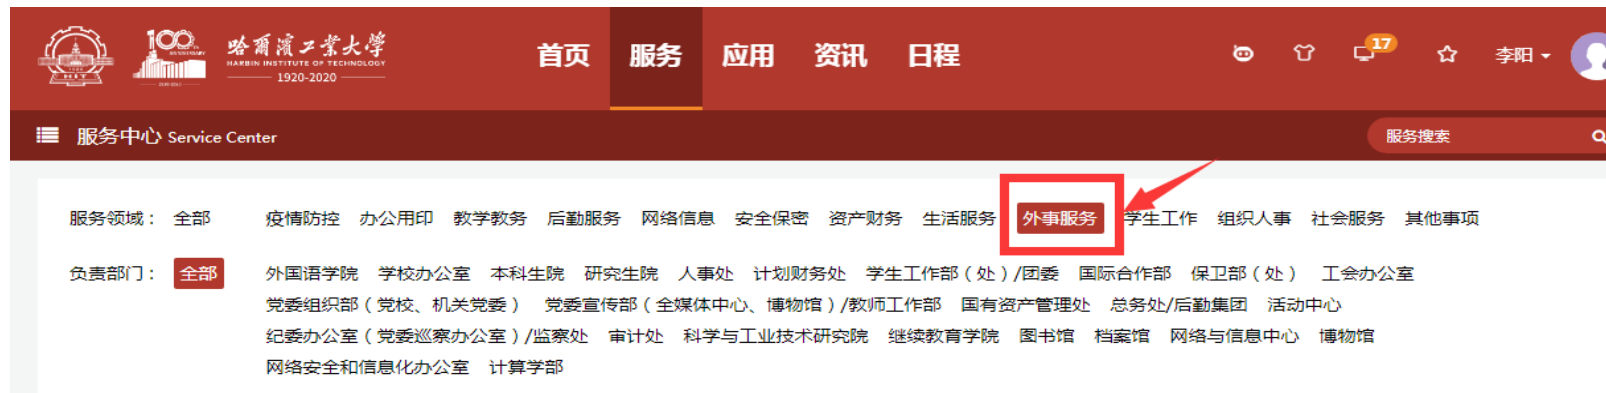 HIT
100
ANNIVERSARY
哈爾濱工業大學
HARBIN INSTITUTE OF TECHNOLOGY
1920-2020
首页 服务 应用 资讯 日程
17
李阳
服务中心 Service Center
服务搜索
服务领域： 全部 疫情防控 办公用印 教学教务 后勤服务 网络信息 安全保密 资产财务 生活服务 外事服务 学生工作 组织人事 社会服务 其他事项
负责部门： 全部 外国语学院 学校办公室 本科生院 研究生院 人事处 计划财务处 学生工作部（处）/团委 国际合作部 保卫部（处） 工会办公室
党委组织部（党校、机关党委） 党委宣传部（全媒体中心、博物馆）/教师工作部 国有资产管理处 总务处/后勤集团 活动中心
纪委办公室（党委巡察办公室）/监察处 审计处 科学与工业技术研究院 继续教育学院 图书馆 档案馆 网络与信息中心 博物馆
网络安全和信息化办公室 计算学部